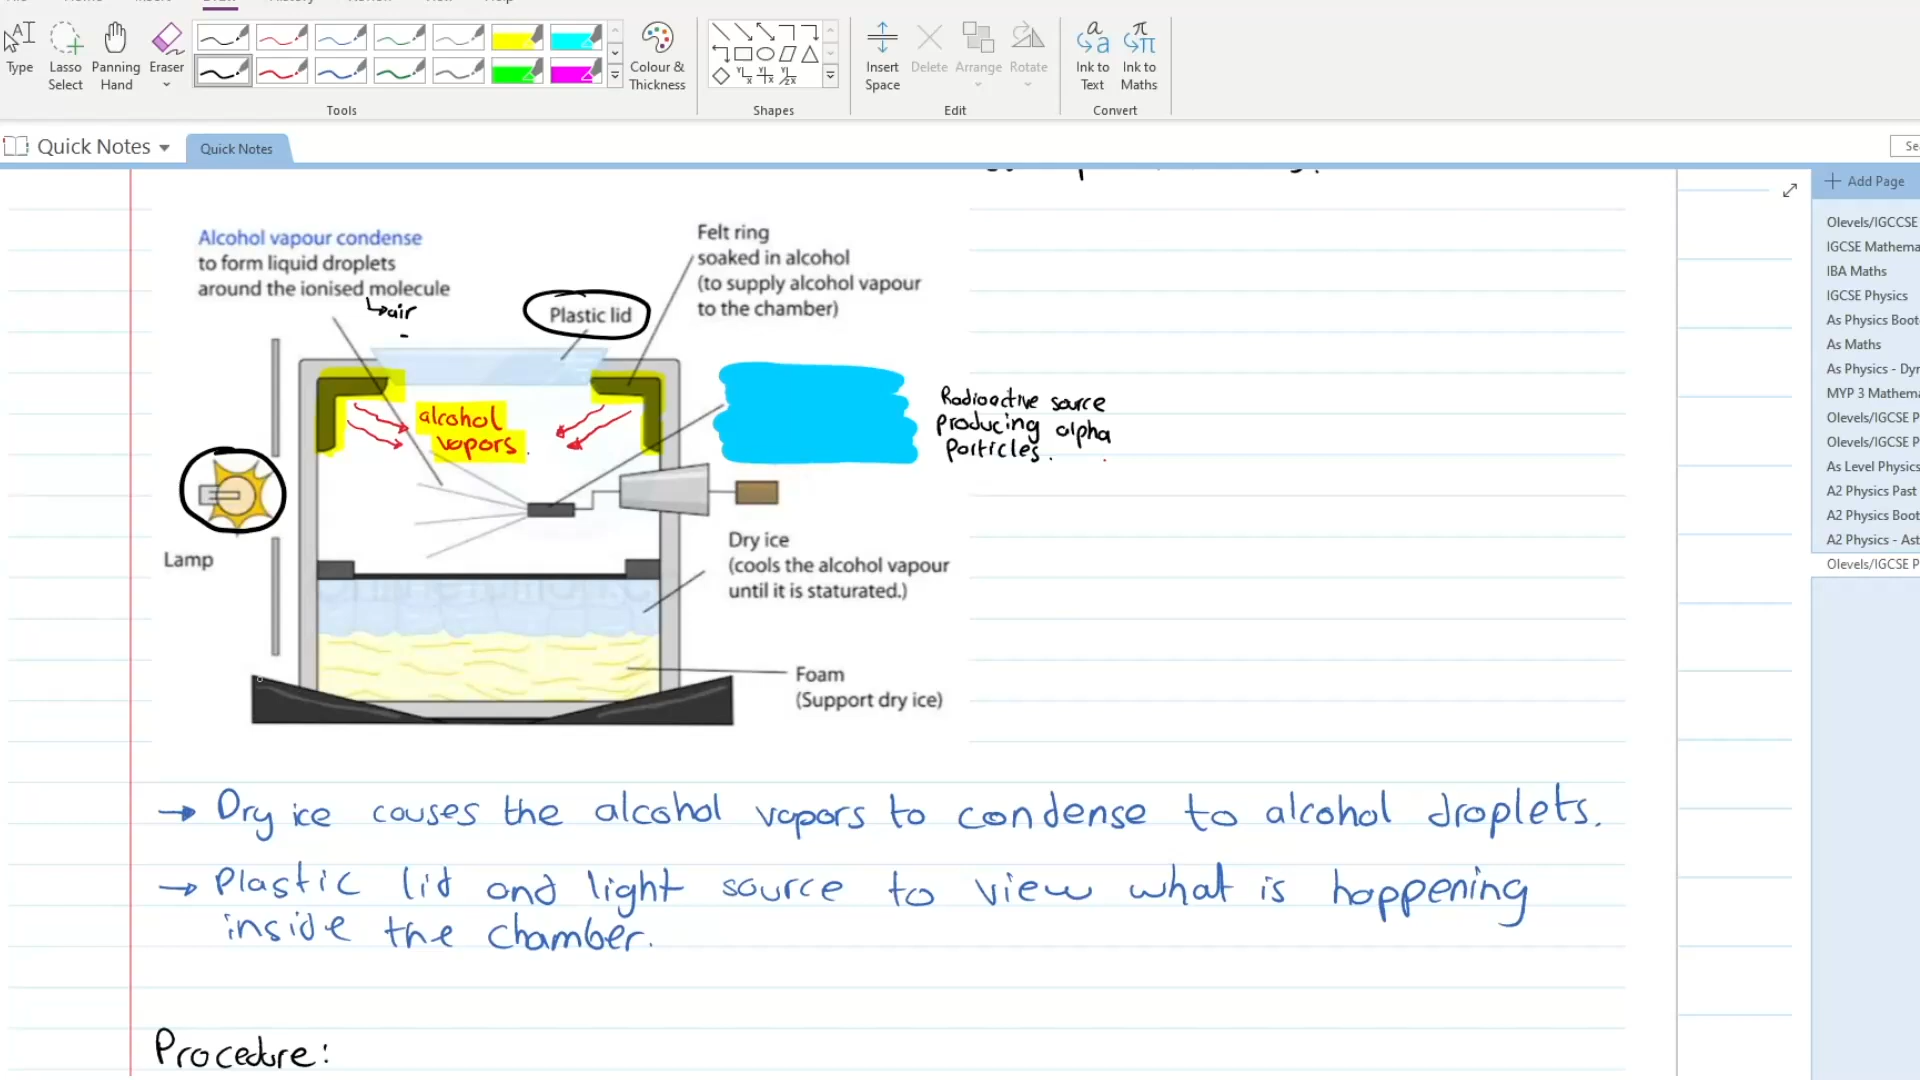 Type
Lasso
Select
Panning
Hand
Eraser
Colour &
Thickness
Insert
Space
Delete
Arrange
Rotate
Ink to
Text
Ink to
Maths
Tools
Shapes
Edit
Convert
Quick Notes
Quick Notes
Add Page
Olevels/IGCCSE
IGCSE Mathema
IBA Maths
IGCSE Physics
As Physics Boot
As Maths
As Physics - Dyn
MYP 3 Mathema
Olevels/IGCSE P
Olevels/IGCSE P
As Level Physics
A2 Physics Past
A2 Physics Boot
A2 Physics - Ast
Olevels/IGCSE P
Alcohol vapour condense
to form liquid droplets
around the ionised molecule
↳air
Plastic lid
Felt ring
soaked in alcohol
(to supply alcohol vapour
to the chamber)
alcohol
vapors.
Radioactive source
producing alpha
particles.
Lamp
Dry ice
(cools the alcohol vapour
until it is staturated.)
Foam
(Support dry ice)
→ Dry ice causes the alcohol vapors to condense to alcohol droplets.
→ Plastic lid and light source to view what is happening
inside the chamber.
Procedure: